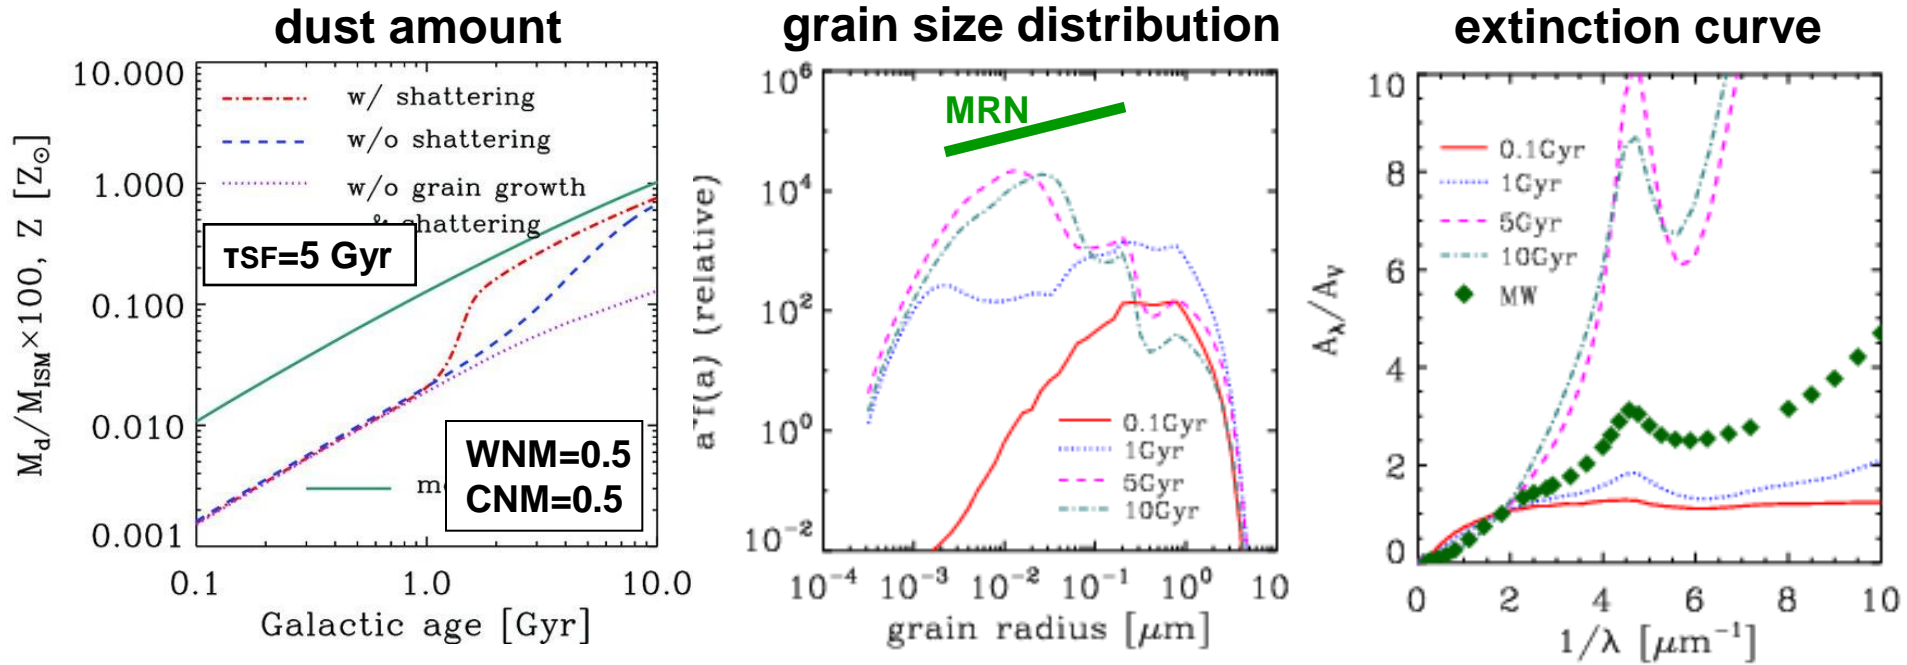 dust amount
10.000
1.000
0.100
0.010
0.001
w/ shattering
w/o shattering
w/o grain growth
& shattering
τSF=5 Gyr
WNM=0.5
CNM=0.5
M_d/M_ISM×100, Z [Z⊙]
0.1 1.0 10.0
Galactic age [Gyr]
grain size distribution
10^6
10^4
10^2
10^0
10^-2
MRN
0.1Gyr
1Gyr
5Gyr
10Gyr
f(a) (relative)
10^-4 10^-3 10^-2 10^-1 10^0 10
grain radius [μm]
extinction curve
10
8
6
4
2
0
0.1Gyr
1Gyr
5Gyr
10Gyr
MW
A_λ/A_V
0 2 4 6 8 10
1/λ [μm^-1]